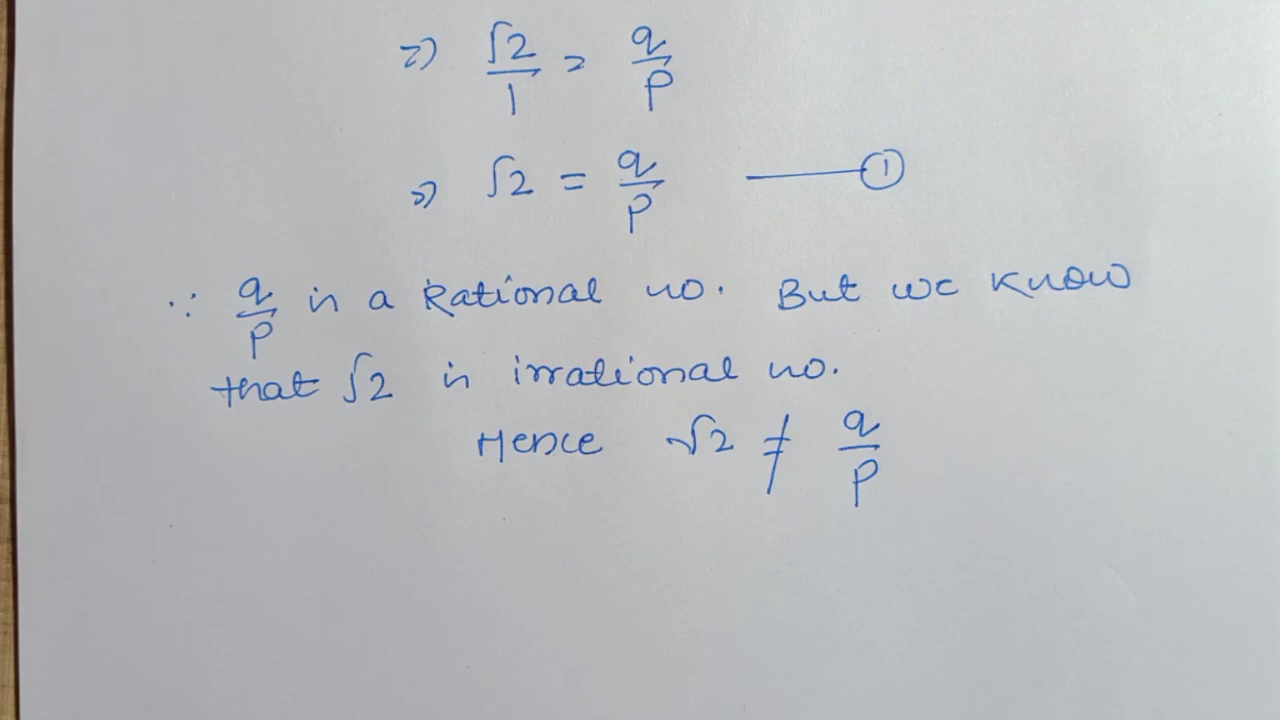 ⇒ √2/1 = q/p
⇒ √2 = q/p —— ①
∵ q/p is a Rational no. But we know
that √2 is irrational no.
Hence √2 ≠ q/p